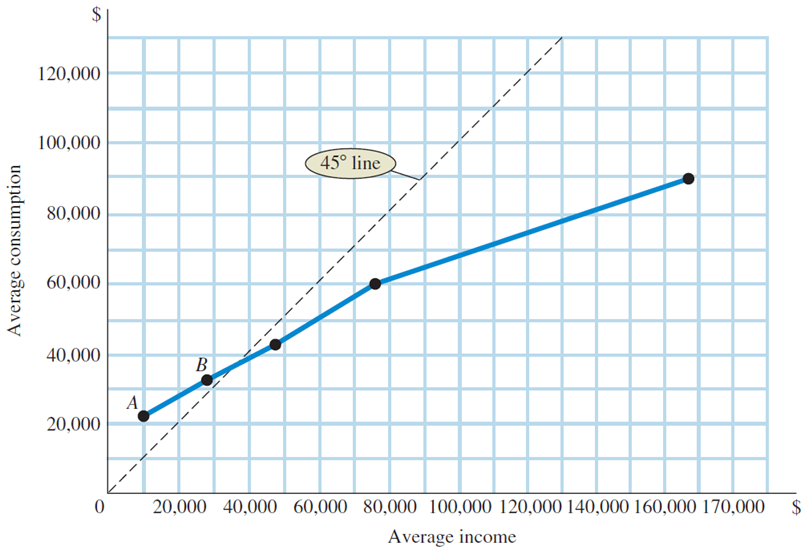 $
120,000
100,000
45° line
80,000
Average consumption
60,000
40,000
B
A
20,000
0 20,000 40,000 60,000 80,000 100,000 120,000 140,000 160,000 170,000 $
Average income